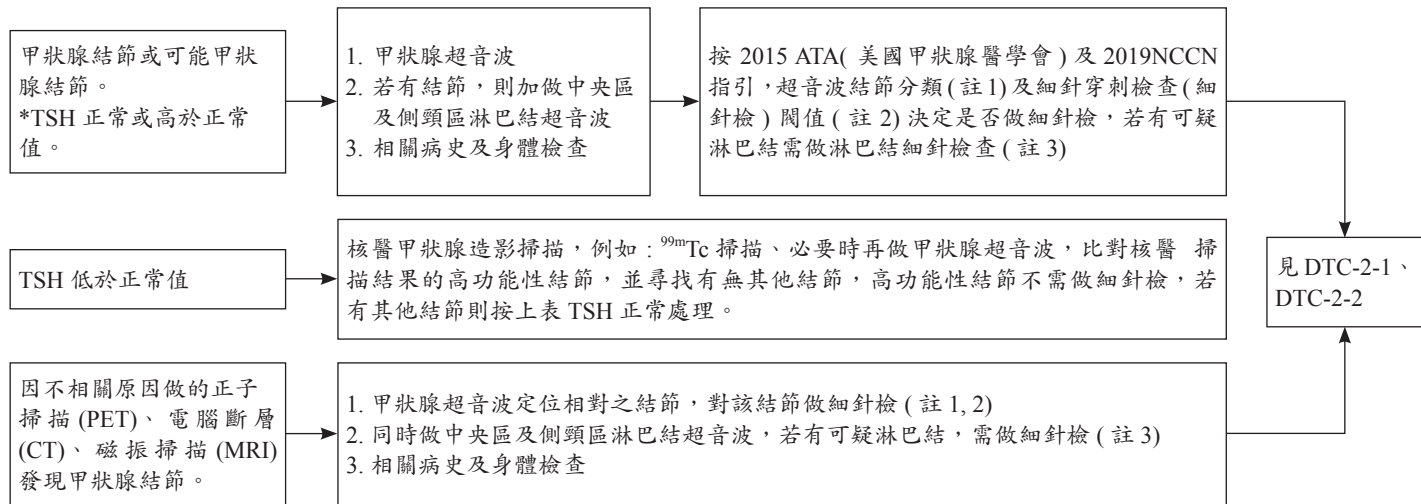 甲狀腺結節或可能甲狀
腺結節。
*TSH 正常或高於正常
值。
1. 甲狀腺超音波
2. 若有結節，則加做中央區
及側頸區淋巴結超音波
3. 相關病史及身體檢查
按 2015 ATA( 美國甲狀腺醫學會 ) 及 2019NCCN
指引，超音波結節分類 ( 註 1) 及細針穿刺檢查 ( 細
針檢 ) 閾值 ( 註 2) 決定是否做細針檢，若有可疑
淋巴結需做淋巴結細針檢查 ( 註 3)
TSH 低於正常值
核醫甲狀腺造影掃描，例如：99mTc 掃描、必要時再做甲狀腺超音波，比對核醫 掃
描結果的高功能性結節，並尋找有無其他結節，高功能性結節不需做細針檢，若
有其他結節則按上表 TSH 正常處理。
見 DTC-2-1、
DTC-2-2
因不相關原因做的正子
掃描 (PET)、電腦斷層
(CT)、磁振掃描 (MRI)
發現甲狀腺結節。
1. 甲狀腺超音波定位相對之結節，對該結節做細針檢 ( 註 1, 2)
2. 同時做中央區及側頸區淋巴結超音波，若有可疑淋巴結，需做細針檢 ( 註 3)
3. 相關病史及身體檢查